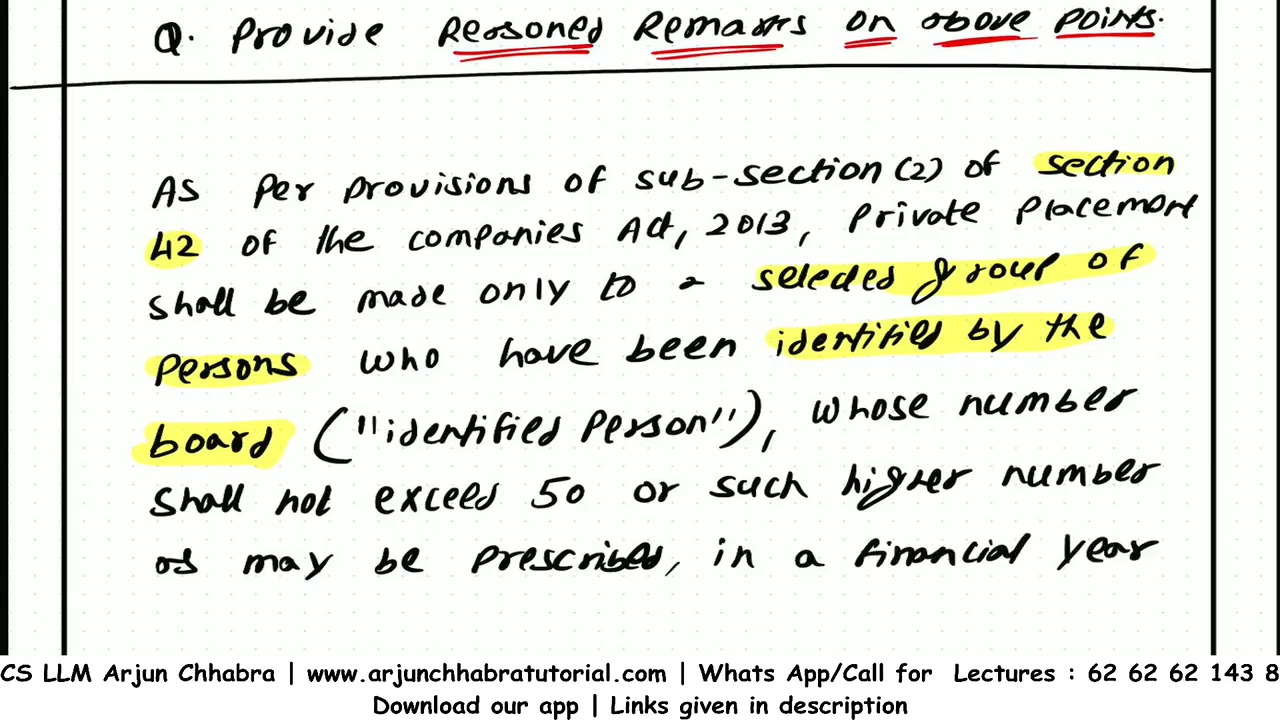 Q. Provide Reasoned Remarks on above points.
As per provisions of sub-section (2) of section
42 of the companies Act, 2013, private placement
shall be made only to a selected group of
persons who have been identified by the
board ("identified person"), whose number
shall not exceed 50 or such higher number
as may be prescribed, in a financial year
CS LLM Arjun Chhabra | www.arjunchhabratutorial.com | Whats App/Call for Lectures : 62 62 62 143 8
Download our app | Links given in description